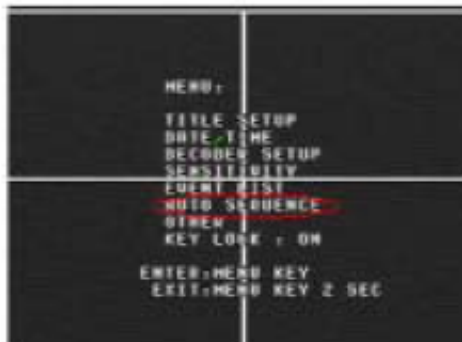 MENU:
TITLE SETUP
DATE/TIME
DECODER SETUP
SENSITIVITY
EVENT LIST
AUTO SEQUENCE
OTHER
KEY LOCK : ON
ENTER:MENU KEY
EXIT:MENU KEY 2 SEC